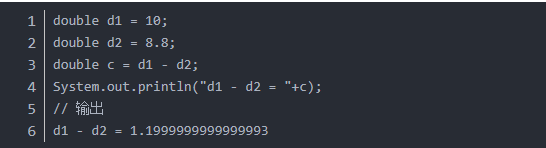 1 double d1 = 10;
2 double d2 = 8.8;
3 double c = d1 - d2;
4 System.out.println("d1 - d2 = "+c);
5 // 输出
6 d1 - d2 = 1.1999999999999993